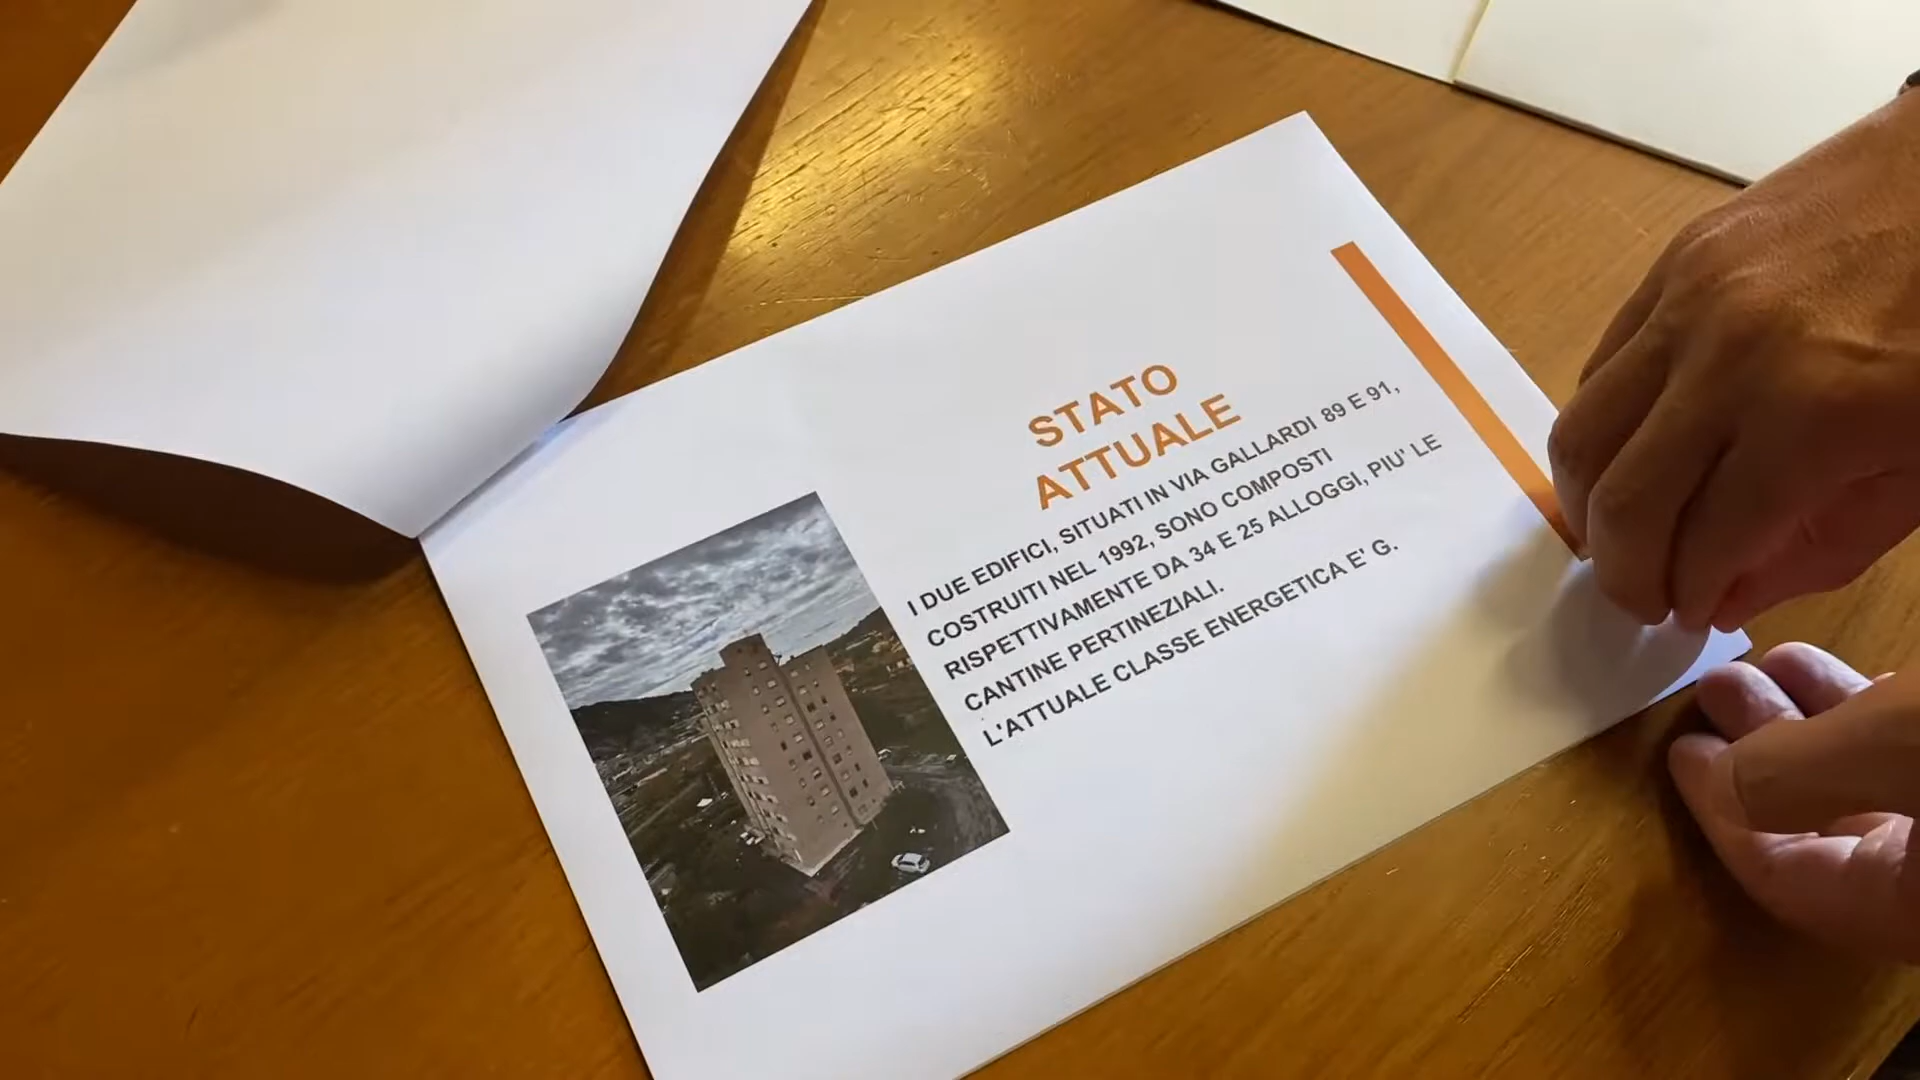 STATO
ATTUALE
I DUE EDIFICI, SITUATI IN VIA GALLARDI 89 E 91,
COSTRUITI NEL 1992, SONO COMPOSTI
RISPETTIVAMENTE DA 34 E 25 ALLOGGI, PIU' LE
CANTINE PERTINEZIALI.
L'ATTUALE CLASSE ENERGETICA E' G.